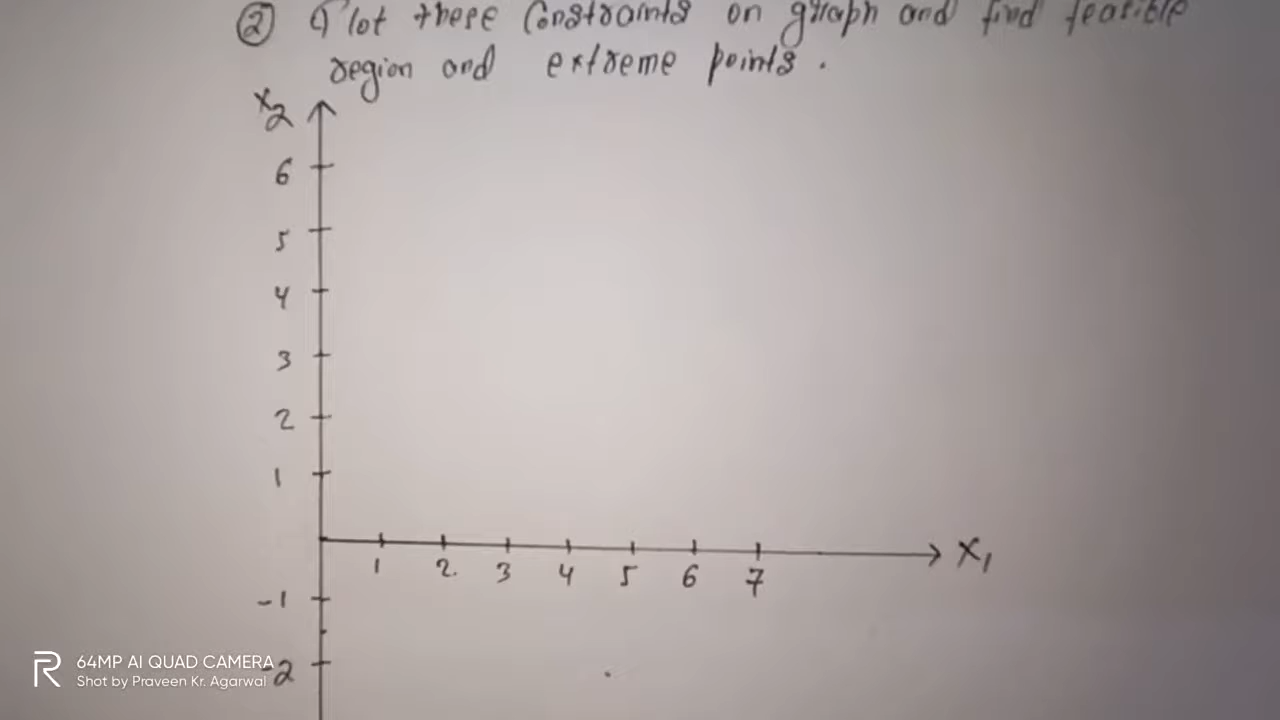 ② Plot these Constraints on graph and find feasible
region and extreme points.
x2
6
5
4
3
2
1
1 2 3 4 5 6 7 x1
-1
-2
64MP AI QUAD CAMERA
Shot by Praveen Kr. Agarwal